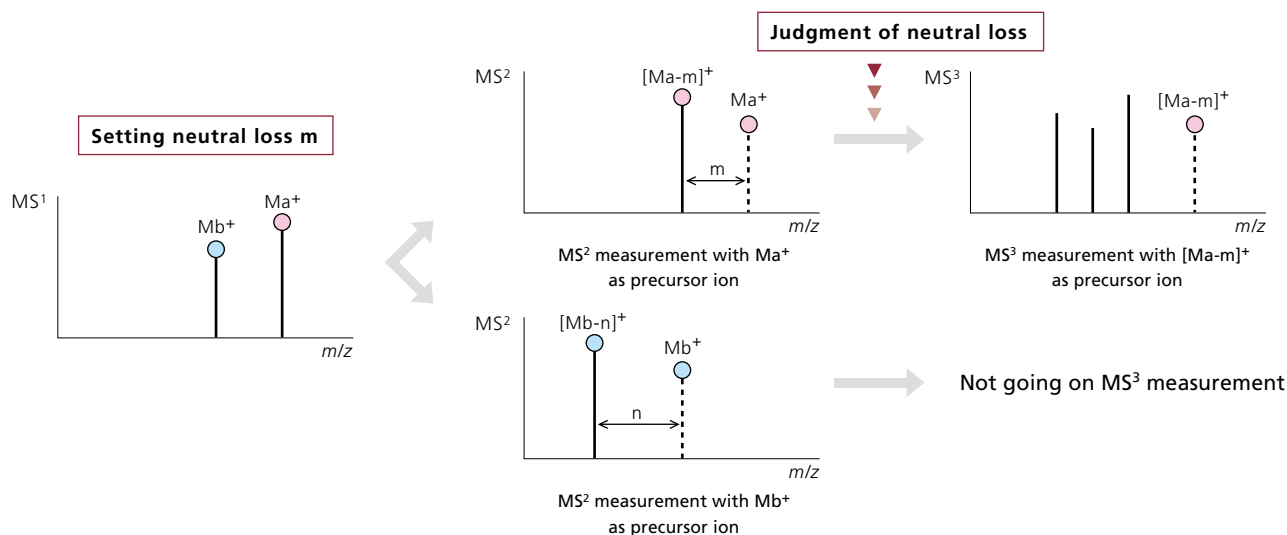 Setting neutral loss m
MS¹
Mb⁺
Ma⁺
m/z
Judgment of neutral loss
MS²
[Ma-m]⁺
Ma⁺
m
m/z
MS² measurement with Ma⁺
as precursor ion
MS³
[Ma-m]⁺
m/z
MS³ measurement with [Ma-m]⁺
as precursor ion
MS²
[Mb-n]⁺
Mb⁺
n
m/z
MS² measurement with Mb⁺
as precursor ion
Not going on MS³ measurement